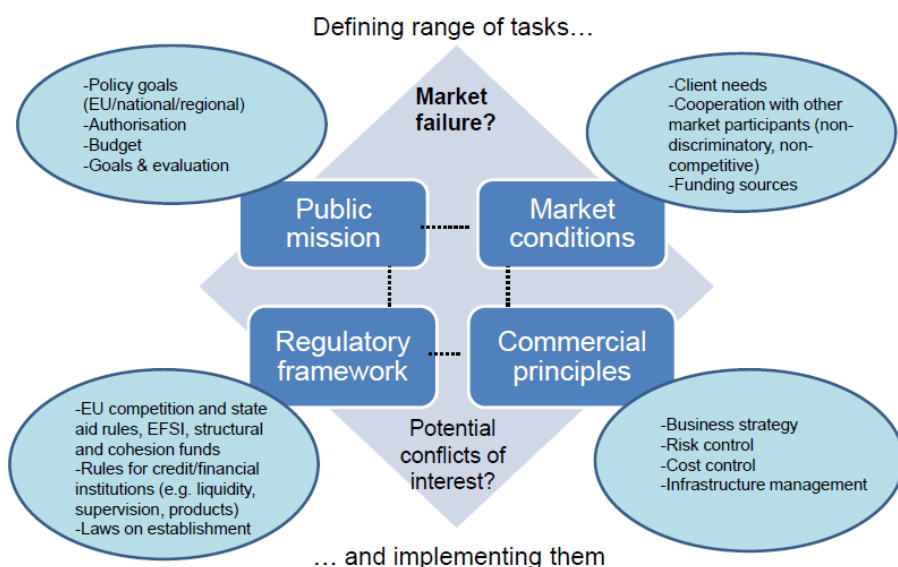 Defining range of tasks…
-Policy goals
(EU/national/regional)
-Authorisation
-Budget
-Goals & evaluation
Market
failure?
-Client needs
-Cooperation with other
market participants (non-
discriminatory, non-
competitive)
-Funding sources
Public
mission
Market
conditions
Regulatory
framework
Commercial
principles
-EU competition and state
aid rules, EFSI, structural
and cohesion funds
-Rules for credit/financial
institutions (e.g. liquidity,
supervision, products)
-Laws on establishment
Potential
conflicts of
interest?
-Business strategy
-Risk control
-Cost control
-Infrastructure management
… and implementing them